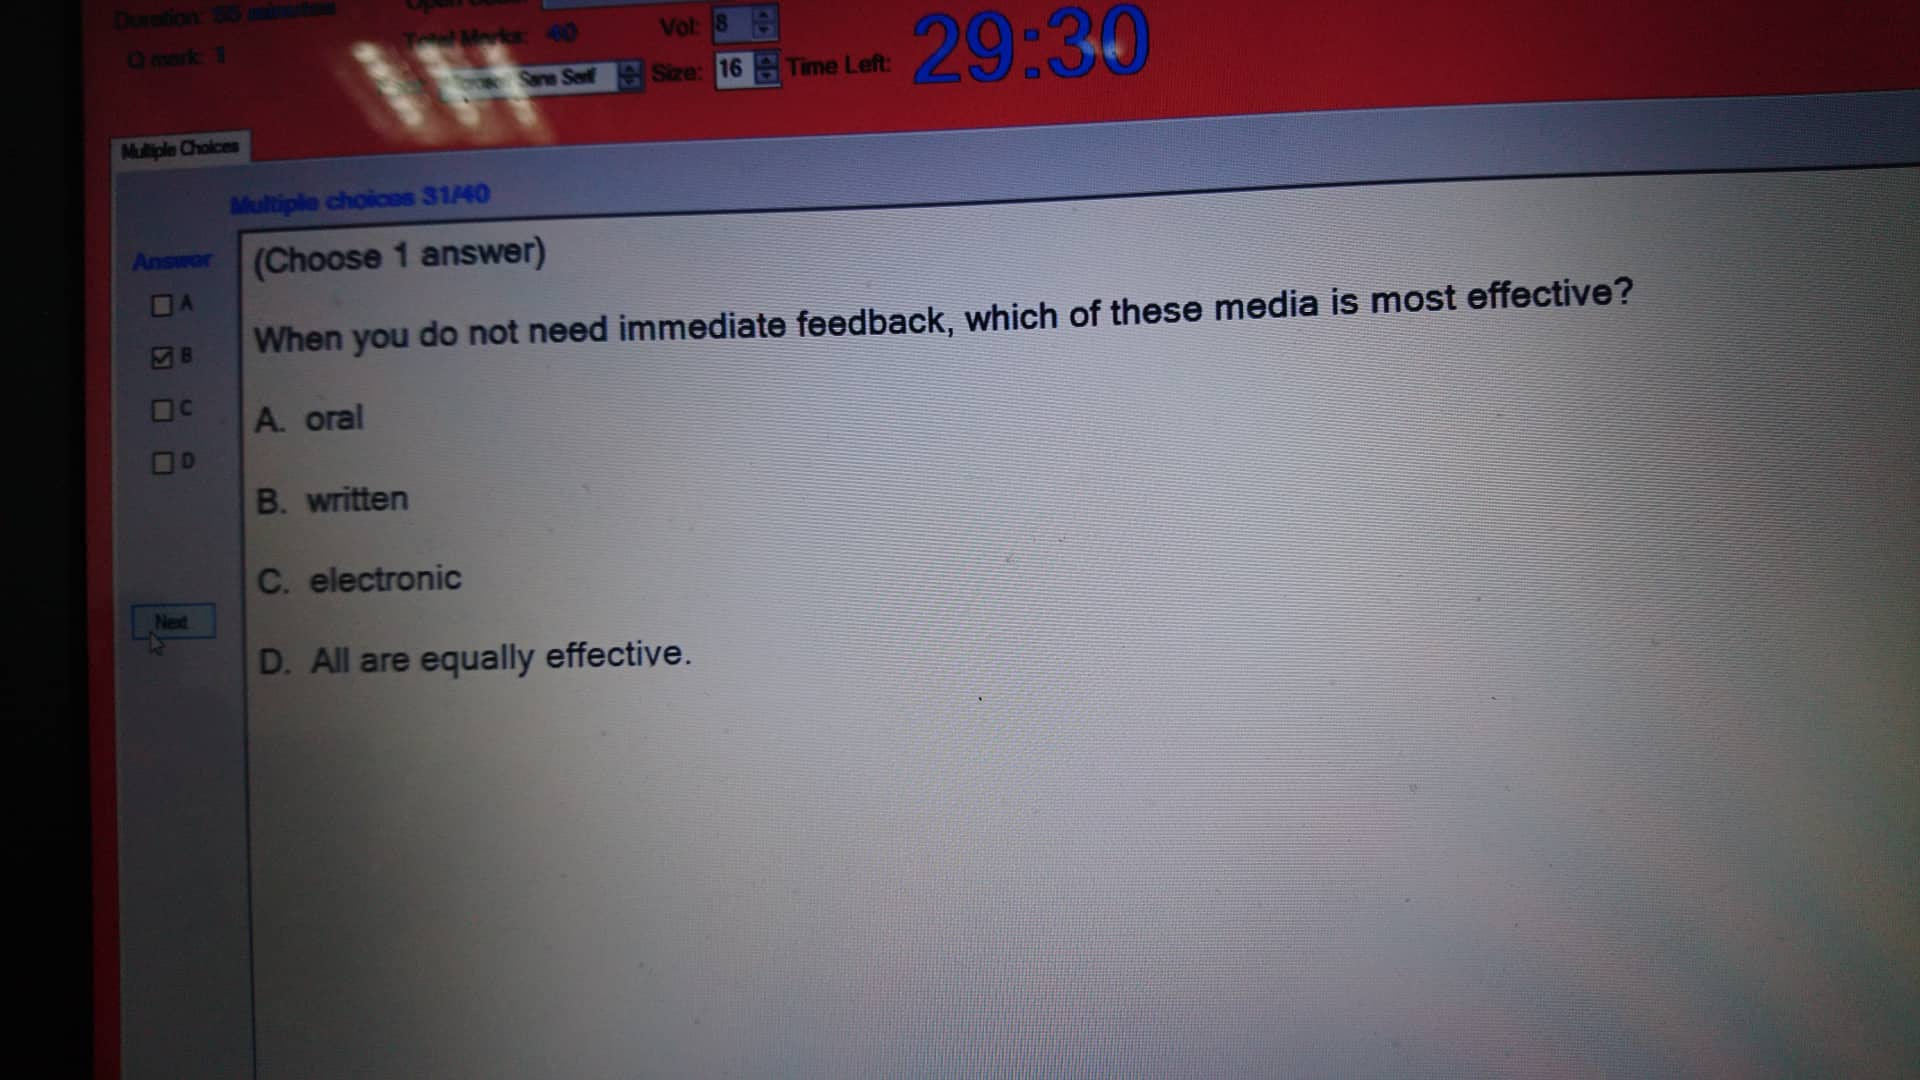 Duration: 55 minutes
Q mark: 1
Total Marks: 40
Vol: 8
Sans Serif
Size: 16
Time Left: 29:30
Multiple Choices
Multiple choices 31/40
Answer
A
B
C
D
Next
(Choose 1 answer)
When you do not need immediate feedback, which of these media is most effective?
A. oral
B. written
C. electronic
D. All are equally effective.